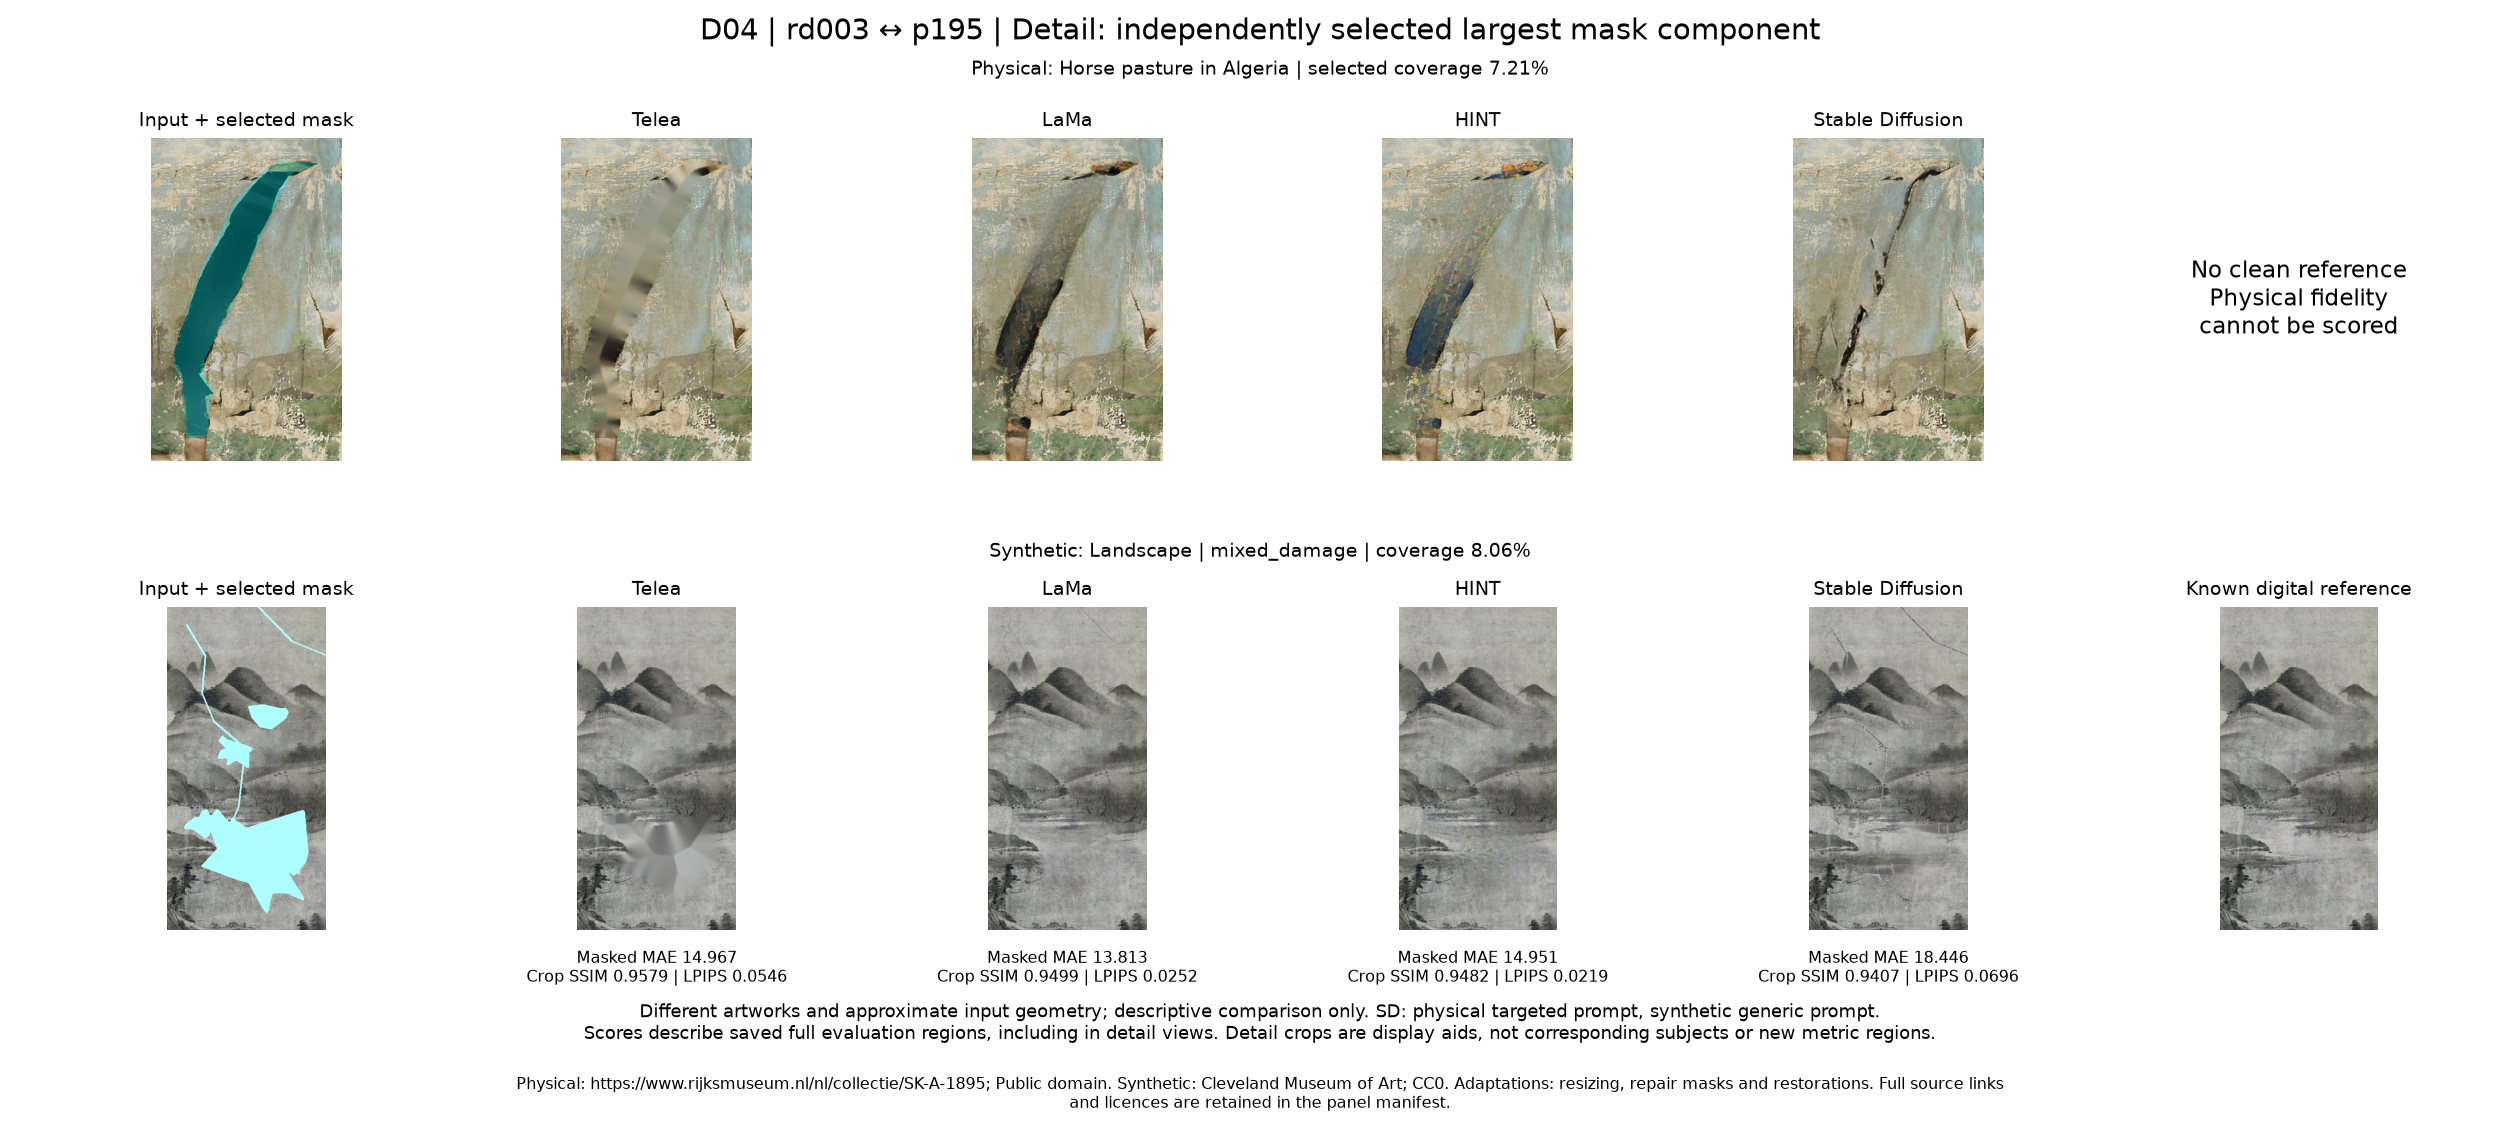 D04 | rd003 ↔ p195 | Detail: independently selected largest mask component
Physical: Horse pasture in Algeria | selected coverage 7.21%
Input + selected mask
Telea
LaMa
HINT
Stable Diffusion
No clean reference
Physical fidelity
cannot be scored
Synthetic: Landscape | mixed_damage | coverage 8.06%
Input + selected mask
Telea
LaMa
HINT
Stable Diffusion
Known digital reference
Masked MAE 14.967
Crop SSIM 0.9579 | LPIPS 0.0546
Masked MAE 13.813
Crop SSIM 0.9499 | LPIPS 0.0252
Masked MAE 14.951
Crop SSIM 0.9482 | LPIPS 0.0219
Masked MAE 18.446
Crop SSIM 0.9407 | LPIPS 0.0696
Different artworks and approximate input geometry; descriptive comparison only. SD: physical targeted prompt, synthetic generic prompt.
Scores describe saved full evaluation regions, including in detail views. Detail crops are display aids, not corresponding subjects or new metric regions.
Physical: https://www.rijksmuseum.nl/nl/collectie/SK-A-1895; Public domain. Synthetic: Cleveland Museum of Art; CC0. Adaptations: resizing, repair masks and restorations. Full source links
and licences are retained in the panel manifest.